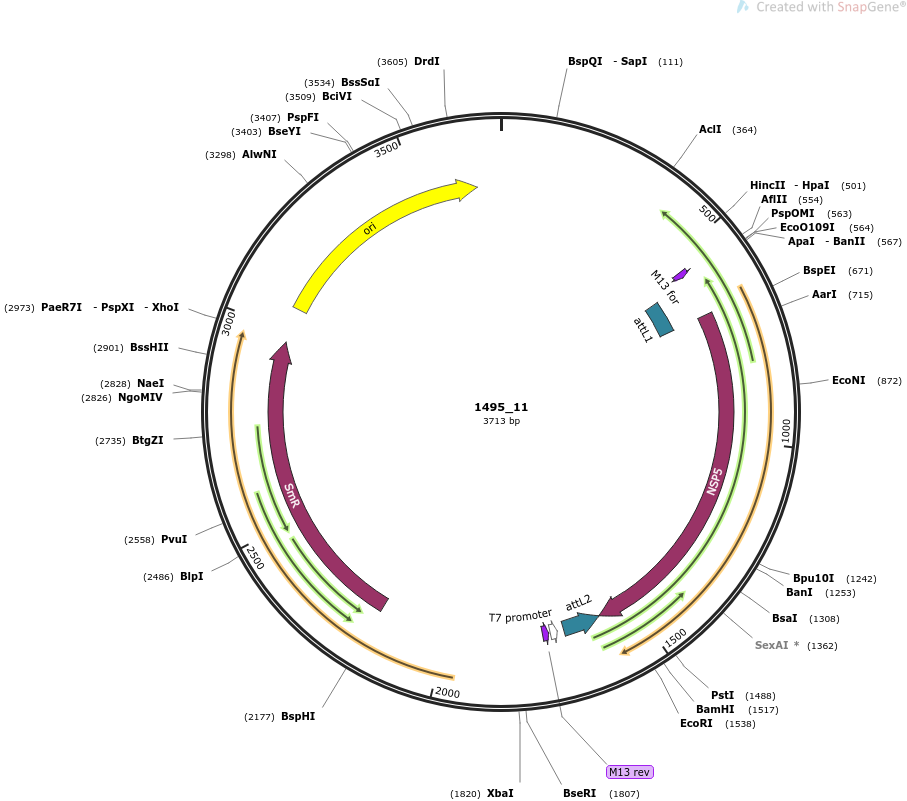 Created with SnapGene®
(3605) DrdI
BspQI - SapI (111)
(3534) BssSαI
(3509) BciVI
(3407) PspFI
(3403) BseYI
(3298) AlwNI
AclI (364)
HincII - HpaI (501)
AflII (554)
PspOMI (563)
EcoO109I (564)
ApaI - BanII (567)
BspEI (671)
AarI (715)
EcoNI (872)
Bpu10I (1242)
BanI (1253)
BsaI (1308)
SexAI * (1362)
PstI (1488)
BamHI (1517)
EcoRI (1538)
M13 rev
BseRI (1807)
(1820) XbaI
(2177) BspHI
(2486) BlpI
(2558) PvuI
(2735) BtgZI
(2826) NgoMIV
(2828) NaeI
(2901) BssHII
(2973) PaeR7I - PspXI - XhoI
500
1000
1500
2000
2500
3000
3500
ori
M13 for
attL1
NSP5
attL2
T7 promoter
SmR
1495_11
3713 bp